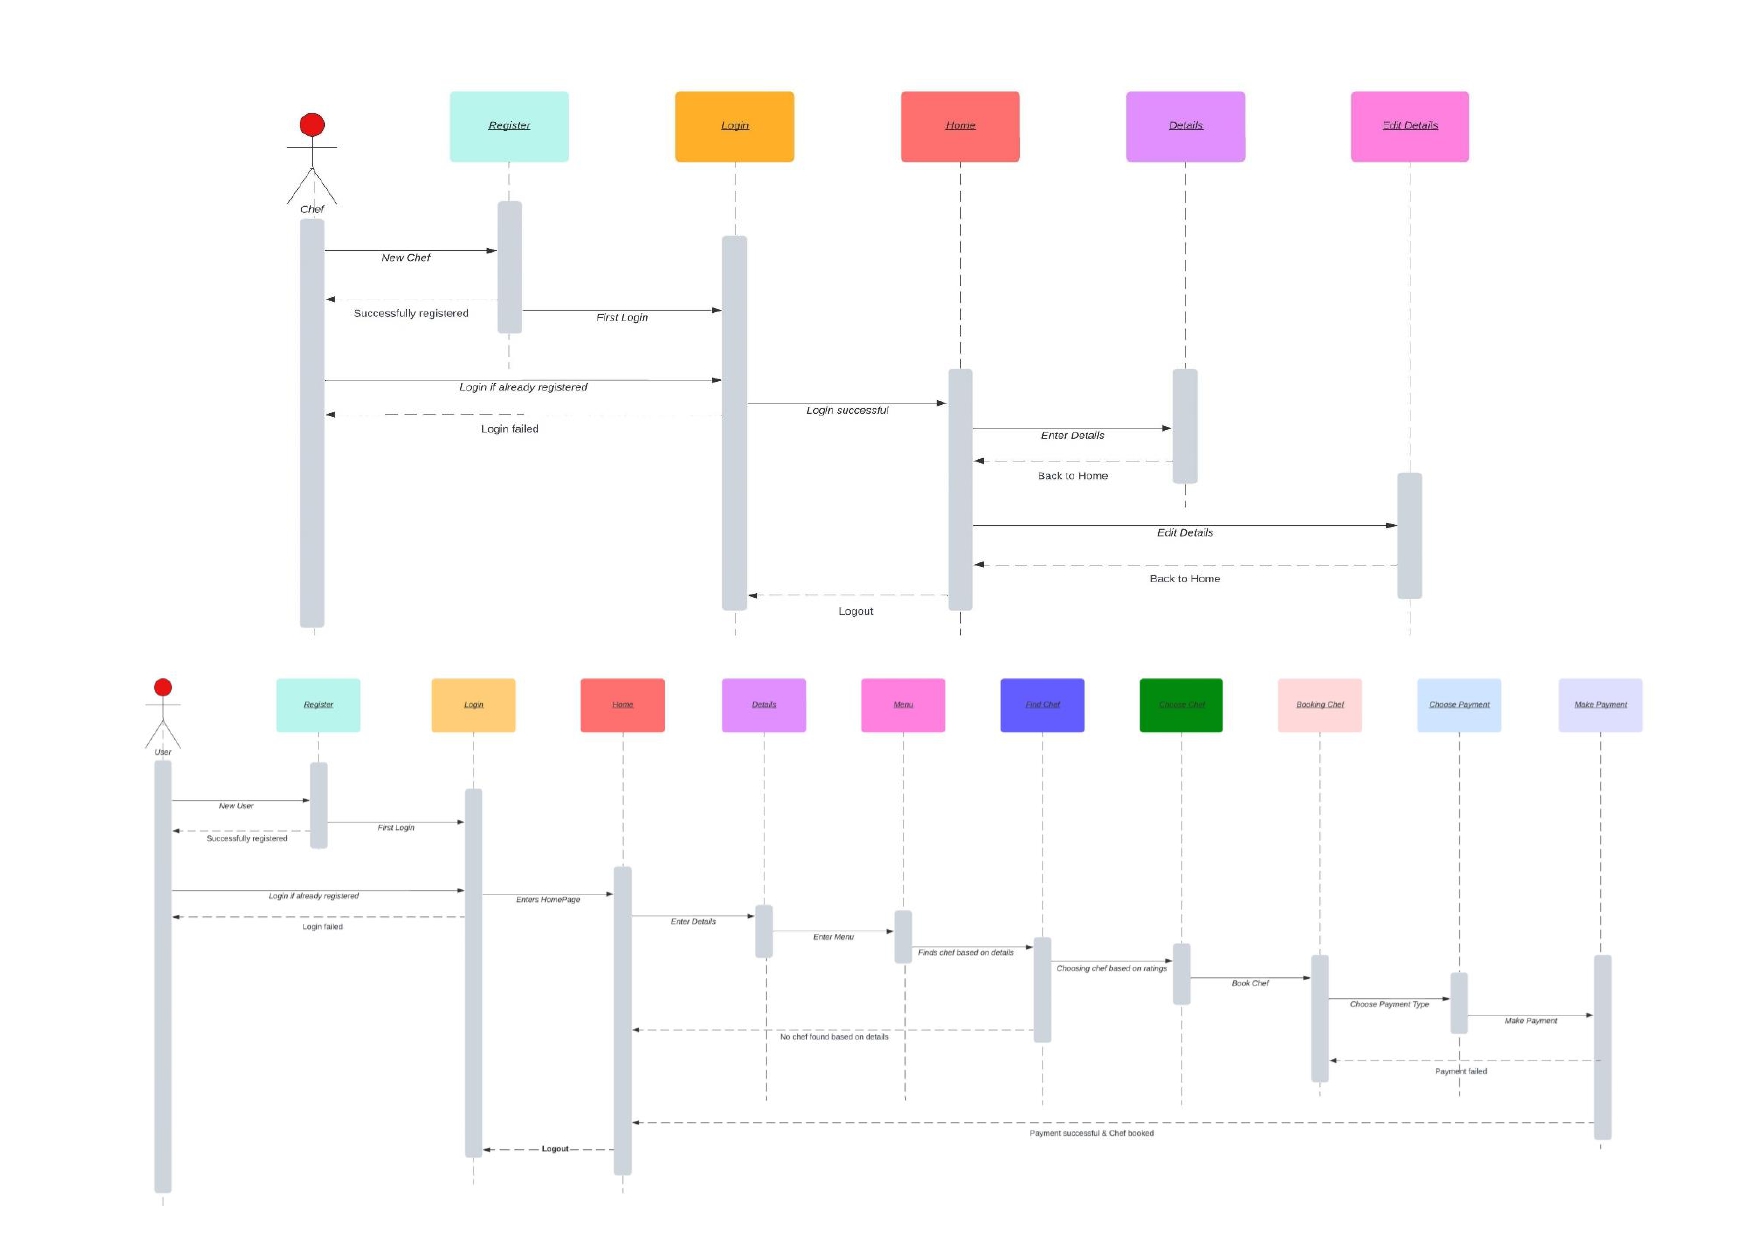 Register
Login
Home
Details
Edit Details
Chef
New Chef
Successfully registered
First Login
Login if already registered
Login successful
Login failed
Enter Details
Back to Home
Edit Details
Back to Home
Logout
Register
Login
Home
Details
Menu
Find Chef
Choose Chef
Booking Chef
Choose Payment
Make Payment
User
New User
First Login
Successfully registered
Login if already registered
Enters HomePage
Login failed
Enter Details
Enter Menu
Finds chef based on details
Choosing chef based on ratings
Book Chef
Choose Payment Type
Make Payment
No chef found based on details
Payment failed
Payment successful & Chef booked
Logout